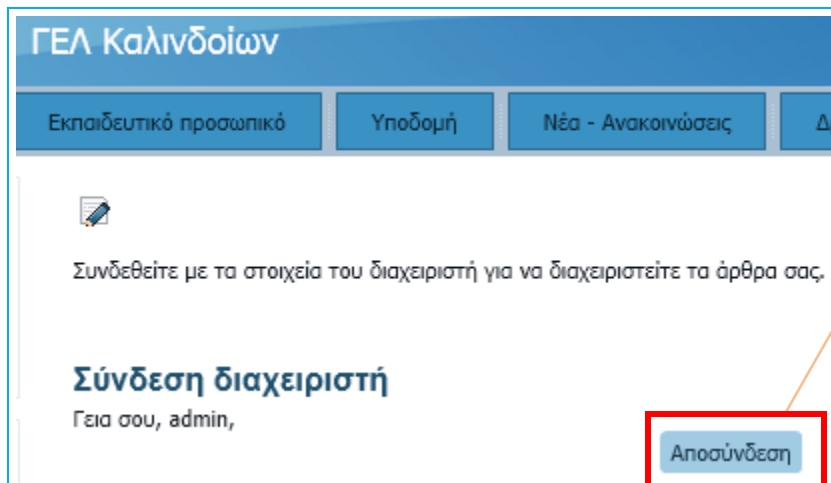 ΓΕΛ Καλινδοίων
Εκπαιδευτικό προσωπικό Υποδομή Νέα - Ανακοινώσεις
Συνδεθείτε με τα στοιχεία του διαχειριστή για να διαχειριστείτε τα άρθρα σας.
Σύνδεση διαχειριστή
Γεια σου, admin,
Αποσύνδεση